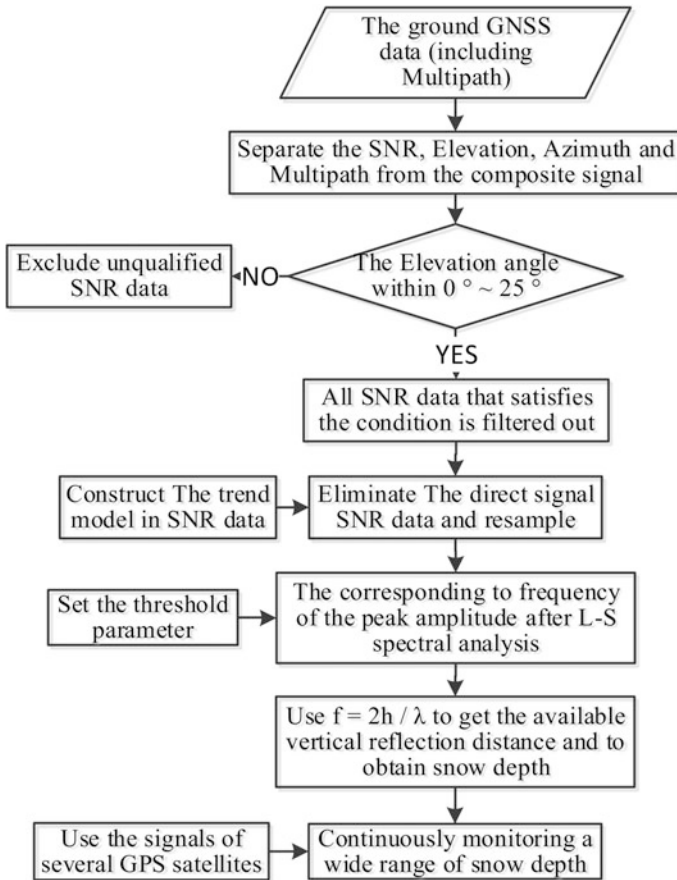 The ground GNSS
data (including
Multipath)
Separate the SNR, Elevation, Azimuth and
Multipath from the composite signal
The Elevation angle
within 0 ° ~ 25 °
NO
Exclude unqualified
SNR data
YES
All SNR data that satisfies
the condition is filtered out
Construct The trend
model in SNR data
Eliminate The direct signal
SNR data and resample
Set the threshold
parameter
The corresponding to frequency
of the peak amplitude after L-S
spectral analysis
Use f = 2h / λ to get the available
vertical reflection distance and to
obtain snow depth
Use the signals of
several GPS satellites
Continuously monitoring a
wide range of snow depth